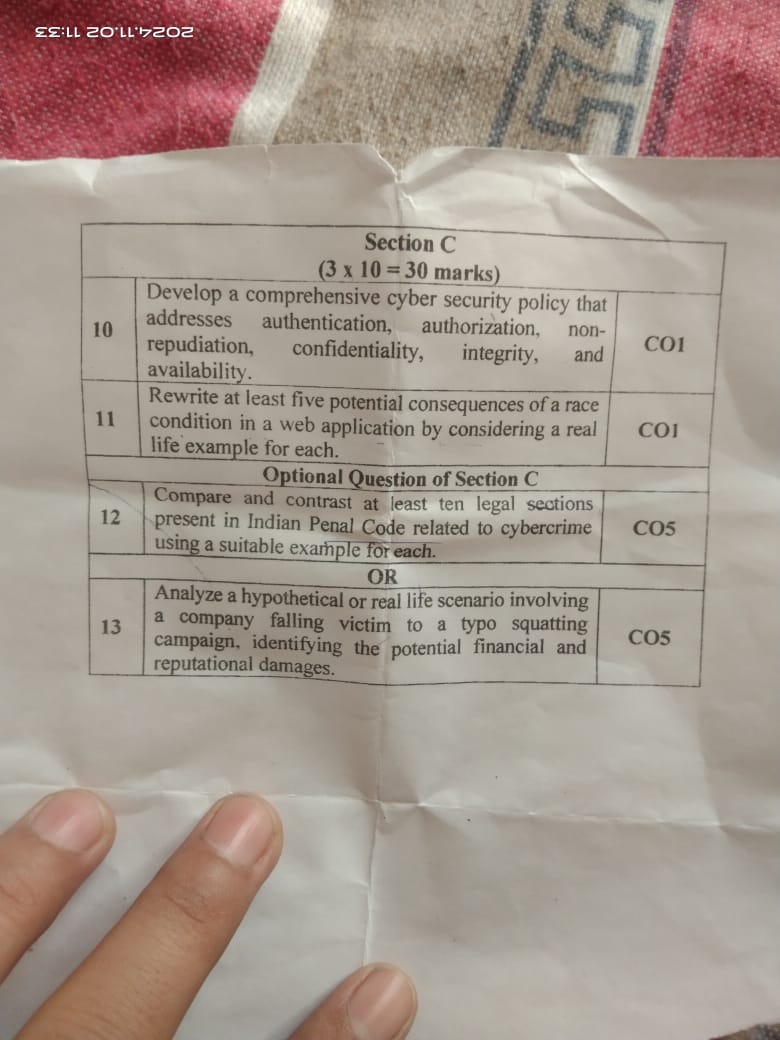 2024.11.02 11:33
Section C
(3 x 10 = 30 marks)
10
Develop a comprehensive cyber security policy that
addresses authentication, authorization, non-
repudiation, confidentiality, integrity, and
availability.
CO1
11
Rewrite at least five potential consequences of a race
condition in a web application by considering a real
life example for each.
CO1
Optional Question of Section C
12
Compare and contrast at least ten legal sections
present in Indian Penal Code related to cybercrime
using a suitable example for each.
CO5
OR
13
Analyze a hypothetical or real life scenario involving
a company falling victim to a typo squatting
campaign, identifying the potential financial and
reputational damages.
CO5